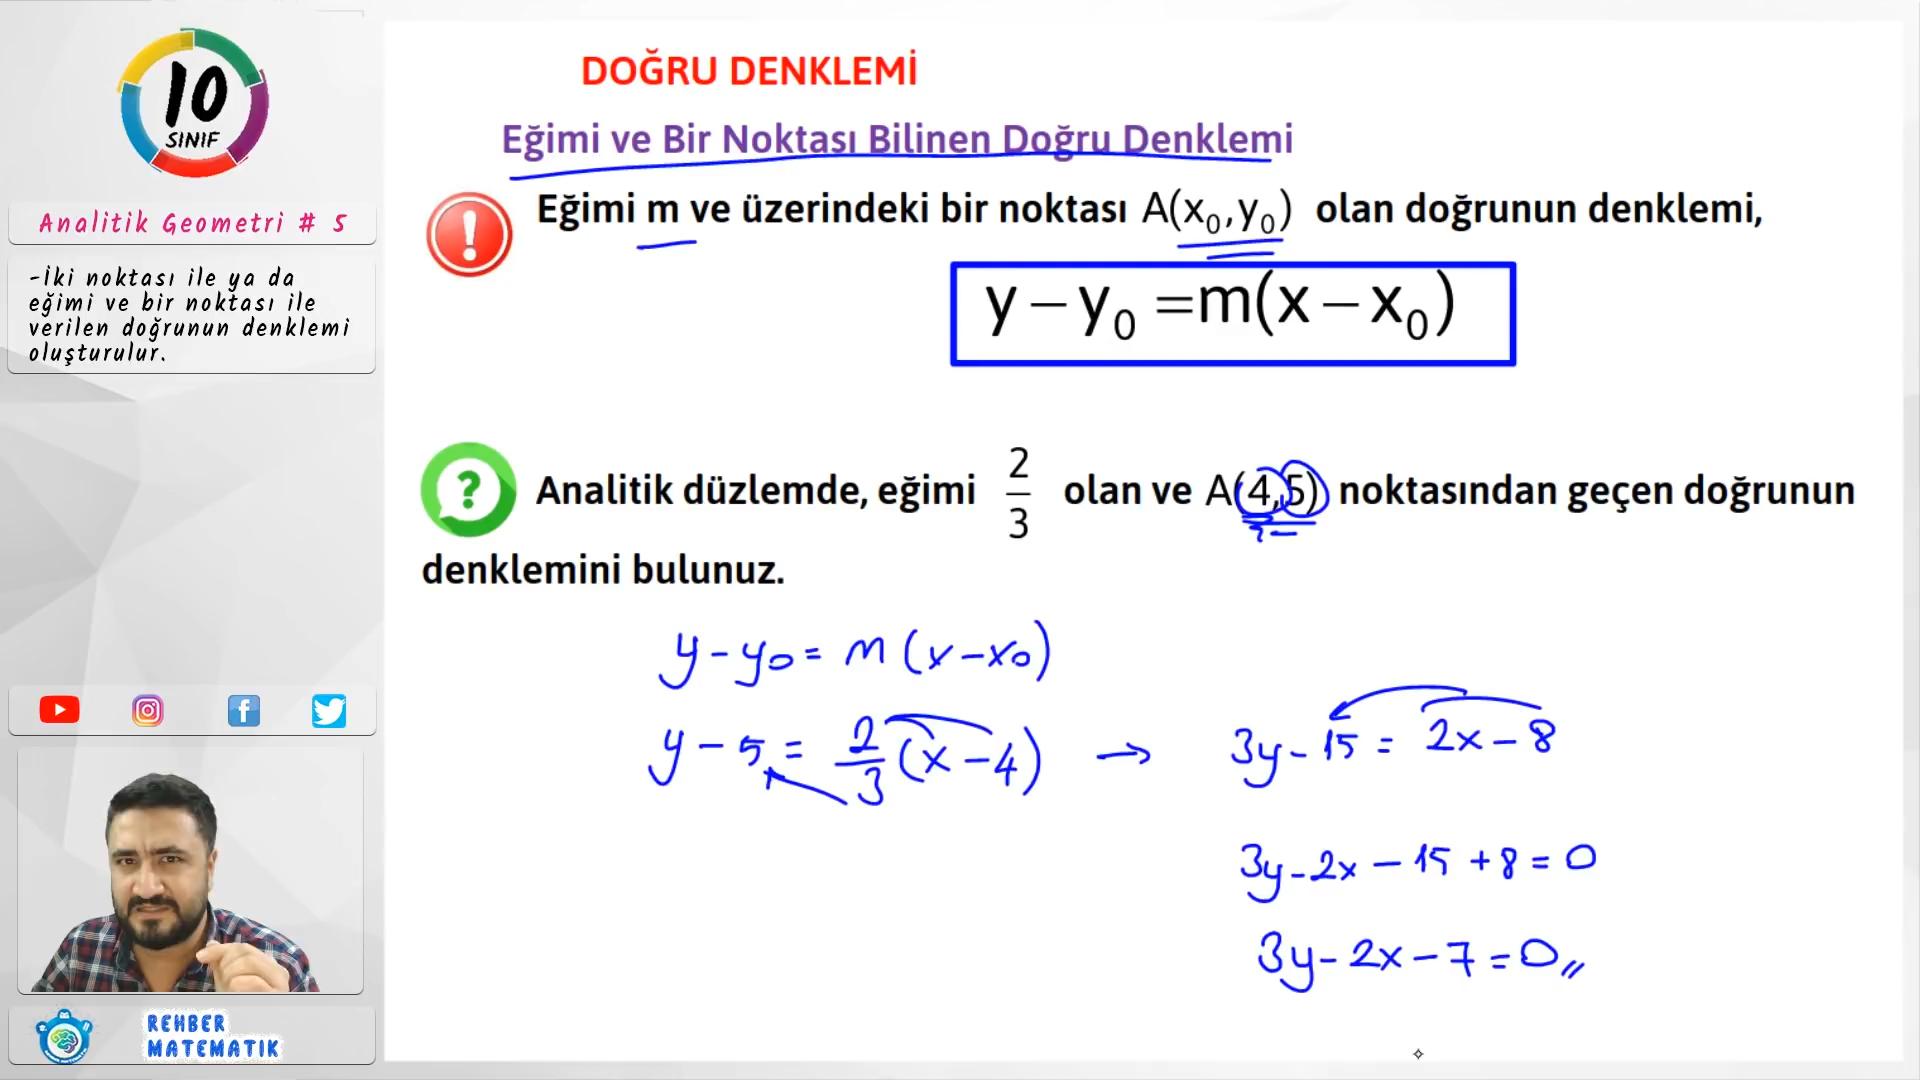 10
SINIF
Analitik Geometri # 5
-İki noktası ile ya da
eğimi ve bir noktası ile
verilen doğrunun denklemi
oluşturulur.
REHBER
MATEMATİK
DOĞRU DENKLEMİ
Eğimi ve Bir Noktası Bilinen Doğru Denklemi
! Eğimi m ve üzerindeki bir noktası A(x₀,y₀) olan doğrunun denklemi,
y – y₀ =m(x – x₀)
? Analitik düzlemde, eğimi 2/3 olan ve A(4,5) noktasından geçen doğrunun
denklemini bulunuz.
y – y₀ = m (x – x₀)
y – 5 = 2/3 (x – 4) → 3y – 15 = 2x – 8
3y – 2x – 15 + 8 = 0
3y – 2x – 7 = 0 //